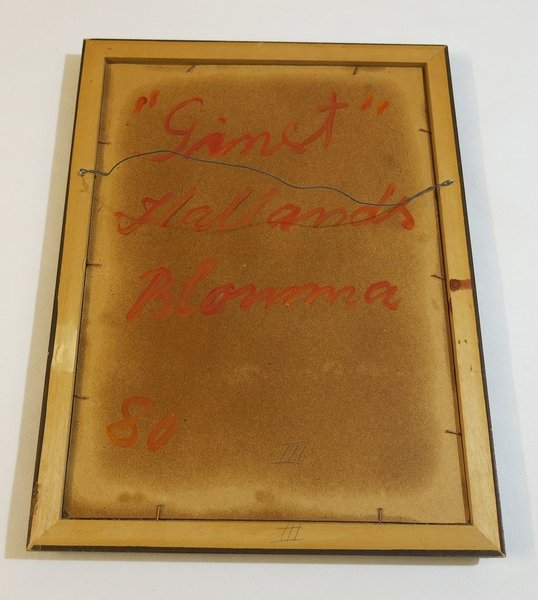 "Ginst"
Hallands
Blomma
80
III
III